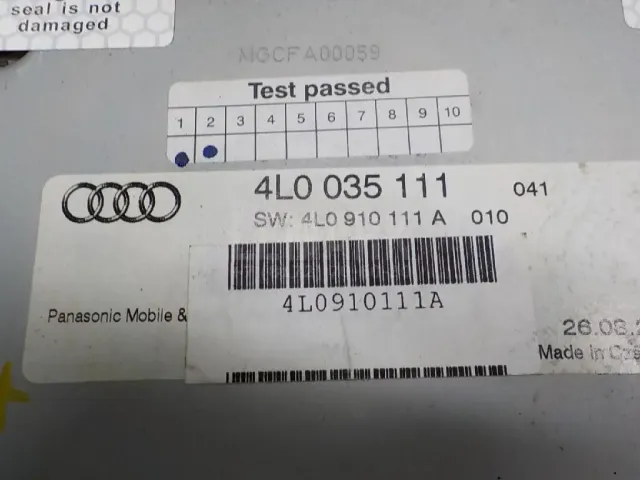 seal is not
damaged
MGCFA00059
Test passed
1 2 3 4 5 6 7 8 9 10
4L0 035 111 041
SW: 4L0 910 111 A 010
4L0910111A
Panasonic Mobile &
Made in